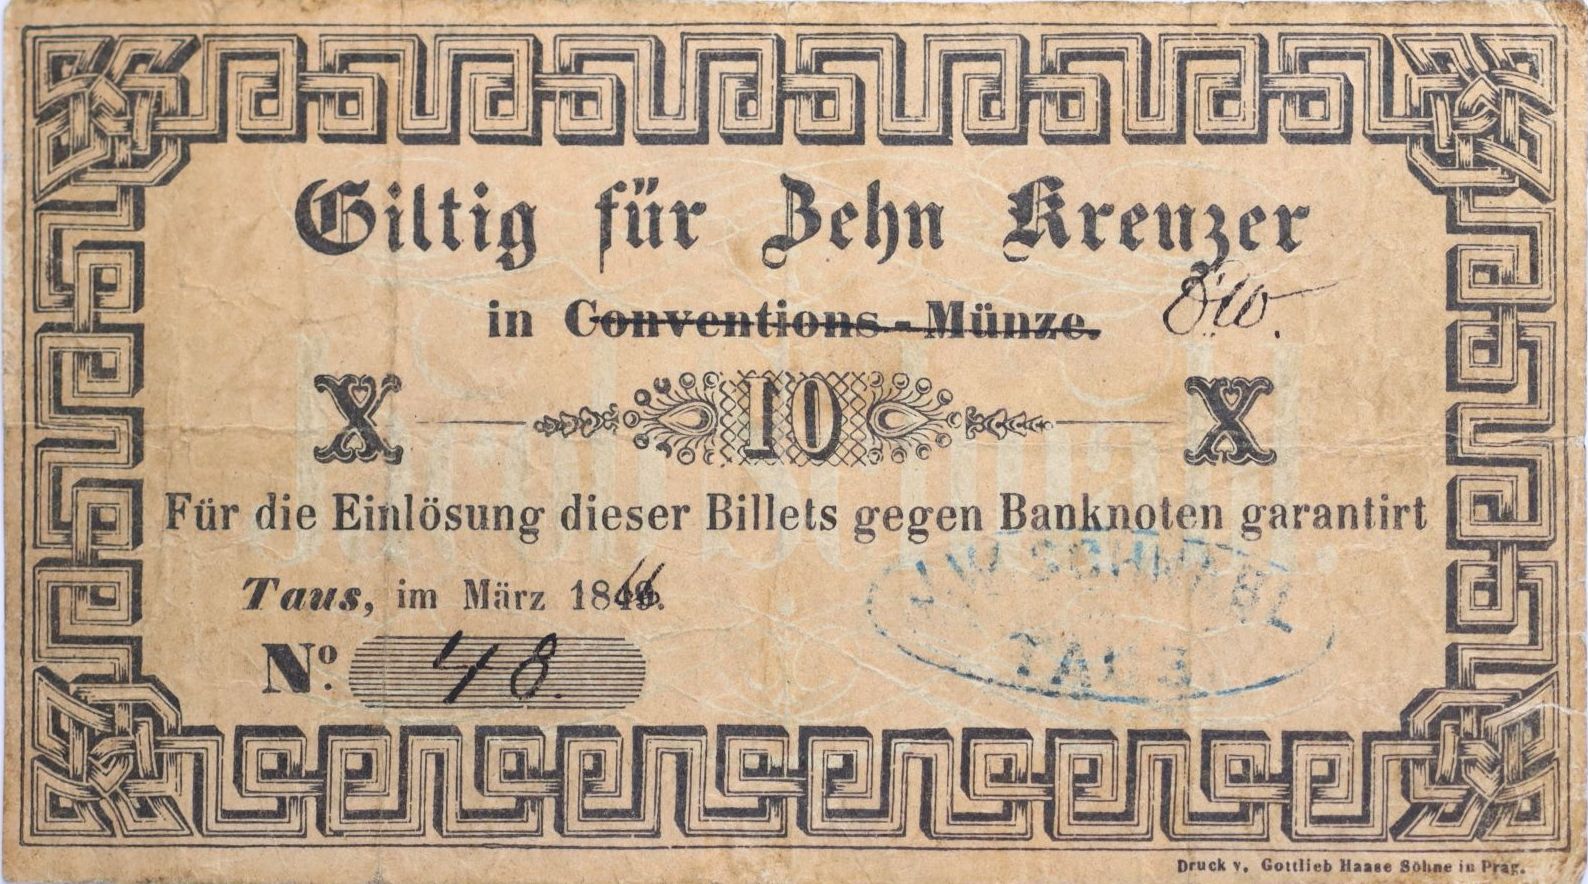 Giltig für Zehn Kreuzer
in Conventions-Münze.
X 10 X
Für die Einlösung dieser Billets gegen Banknoten garantirt
Taus, im März 184
No. 48.
Druck v. Gottlieb Haase Söhne in Prag.